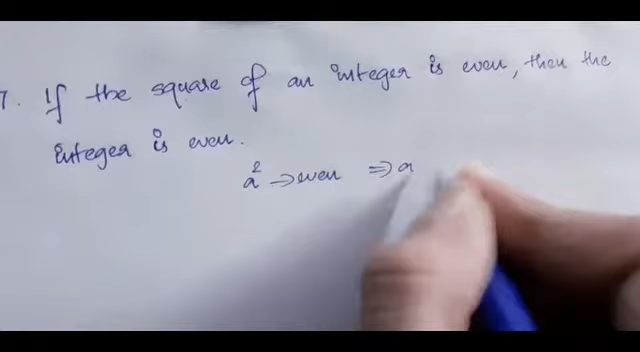 7. If the square of an integer is even, then the
integer is even.
a² → even ⇒ a